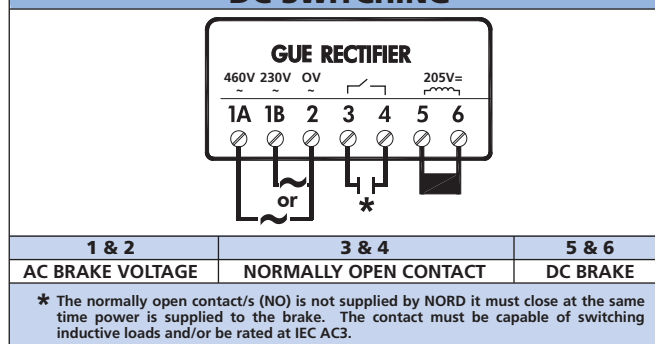 DC SWITCHING
GUE RECTIFIER
460V 230V OV 205V=
~ ~ ~
1A 1B 2 3 4 5 6
~
or
~
*
1 & 2 3 & 4 5 & 6
AC BRAKE VOLTAGE NORMALLY OPEN CONTACT DC BRAKE
* The normally open contact/s (NO) is not supplied by NORD it must close at the same
time power is supplied to the brake. The contact must be capable of switching
inductive loads and/or be rated at IEC AC3.